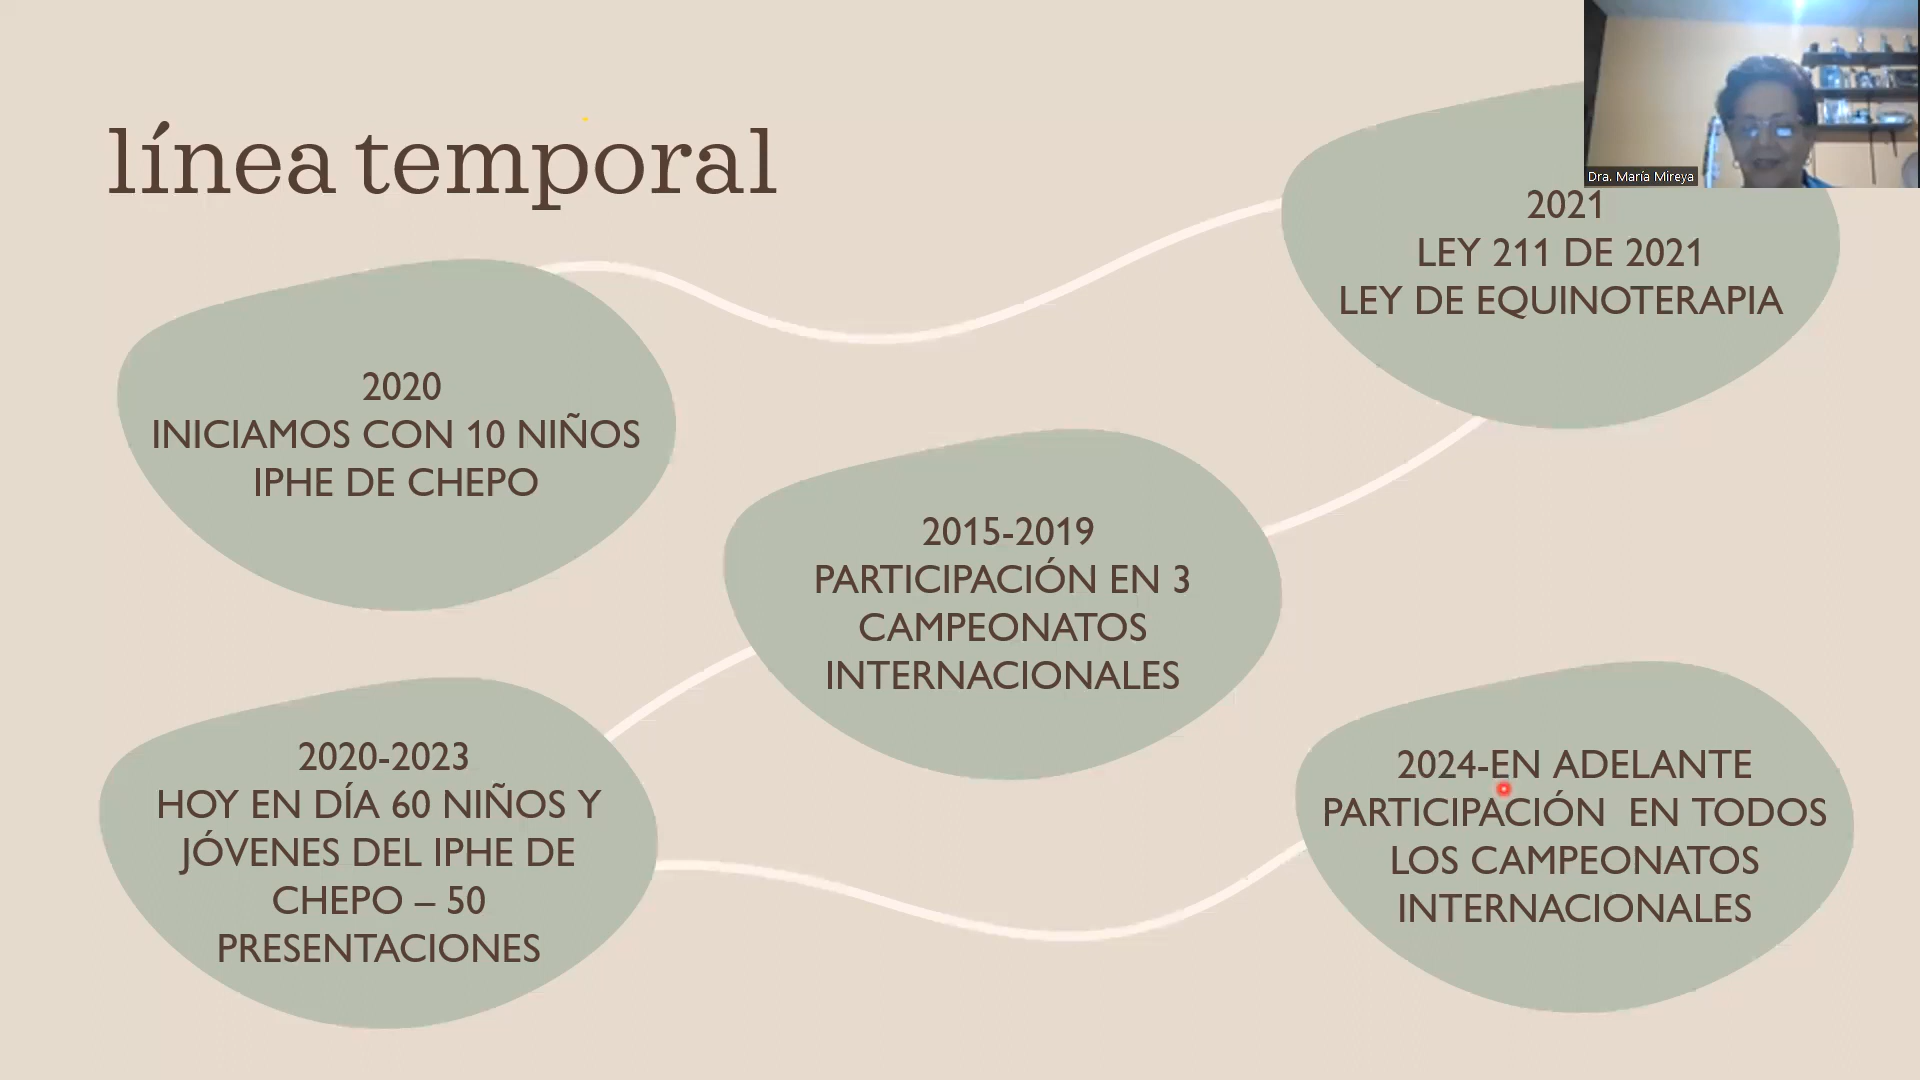 línea temporal
Dra. María Mireya
2020
INICIAMOS CON 10 NIÑOS
IPHE DE CHEPO
2021
LEY 211 DE 2021
LEY DE EQUINOTERAPIA
2015-2019
PARTICIPACIÓN EN 3
CAMPEONATOS
INTERNACIONALES
2020-2023
HOY EN DÍA 60 NIÑOS Y
JÓVENES DEL IPHE DE
CHEPO – 50
PRESENTACIONES
2024-EN ADELANTE
PARTICIPACIÓN EN TODOS
LOS CAMPEONATOS
INTERNACIONALES